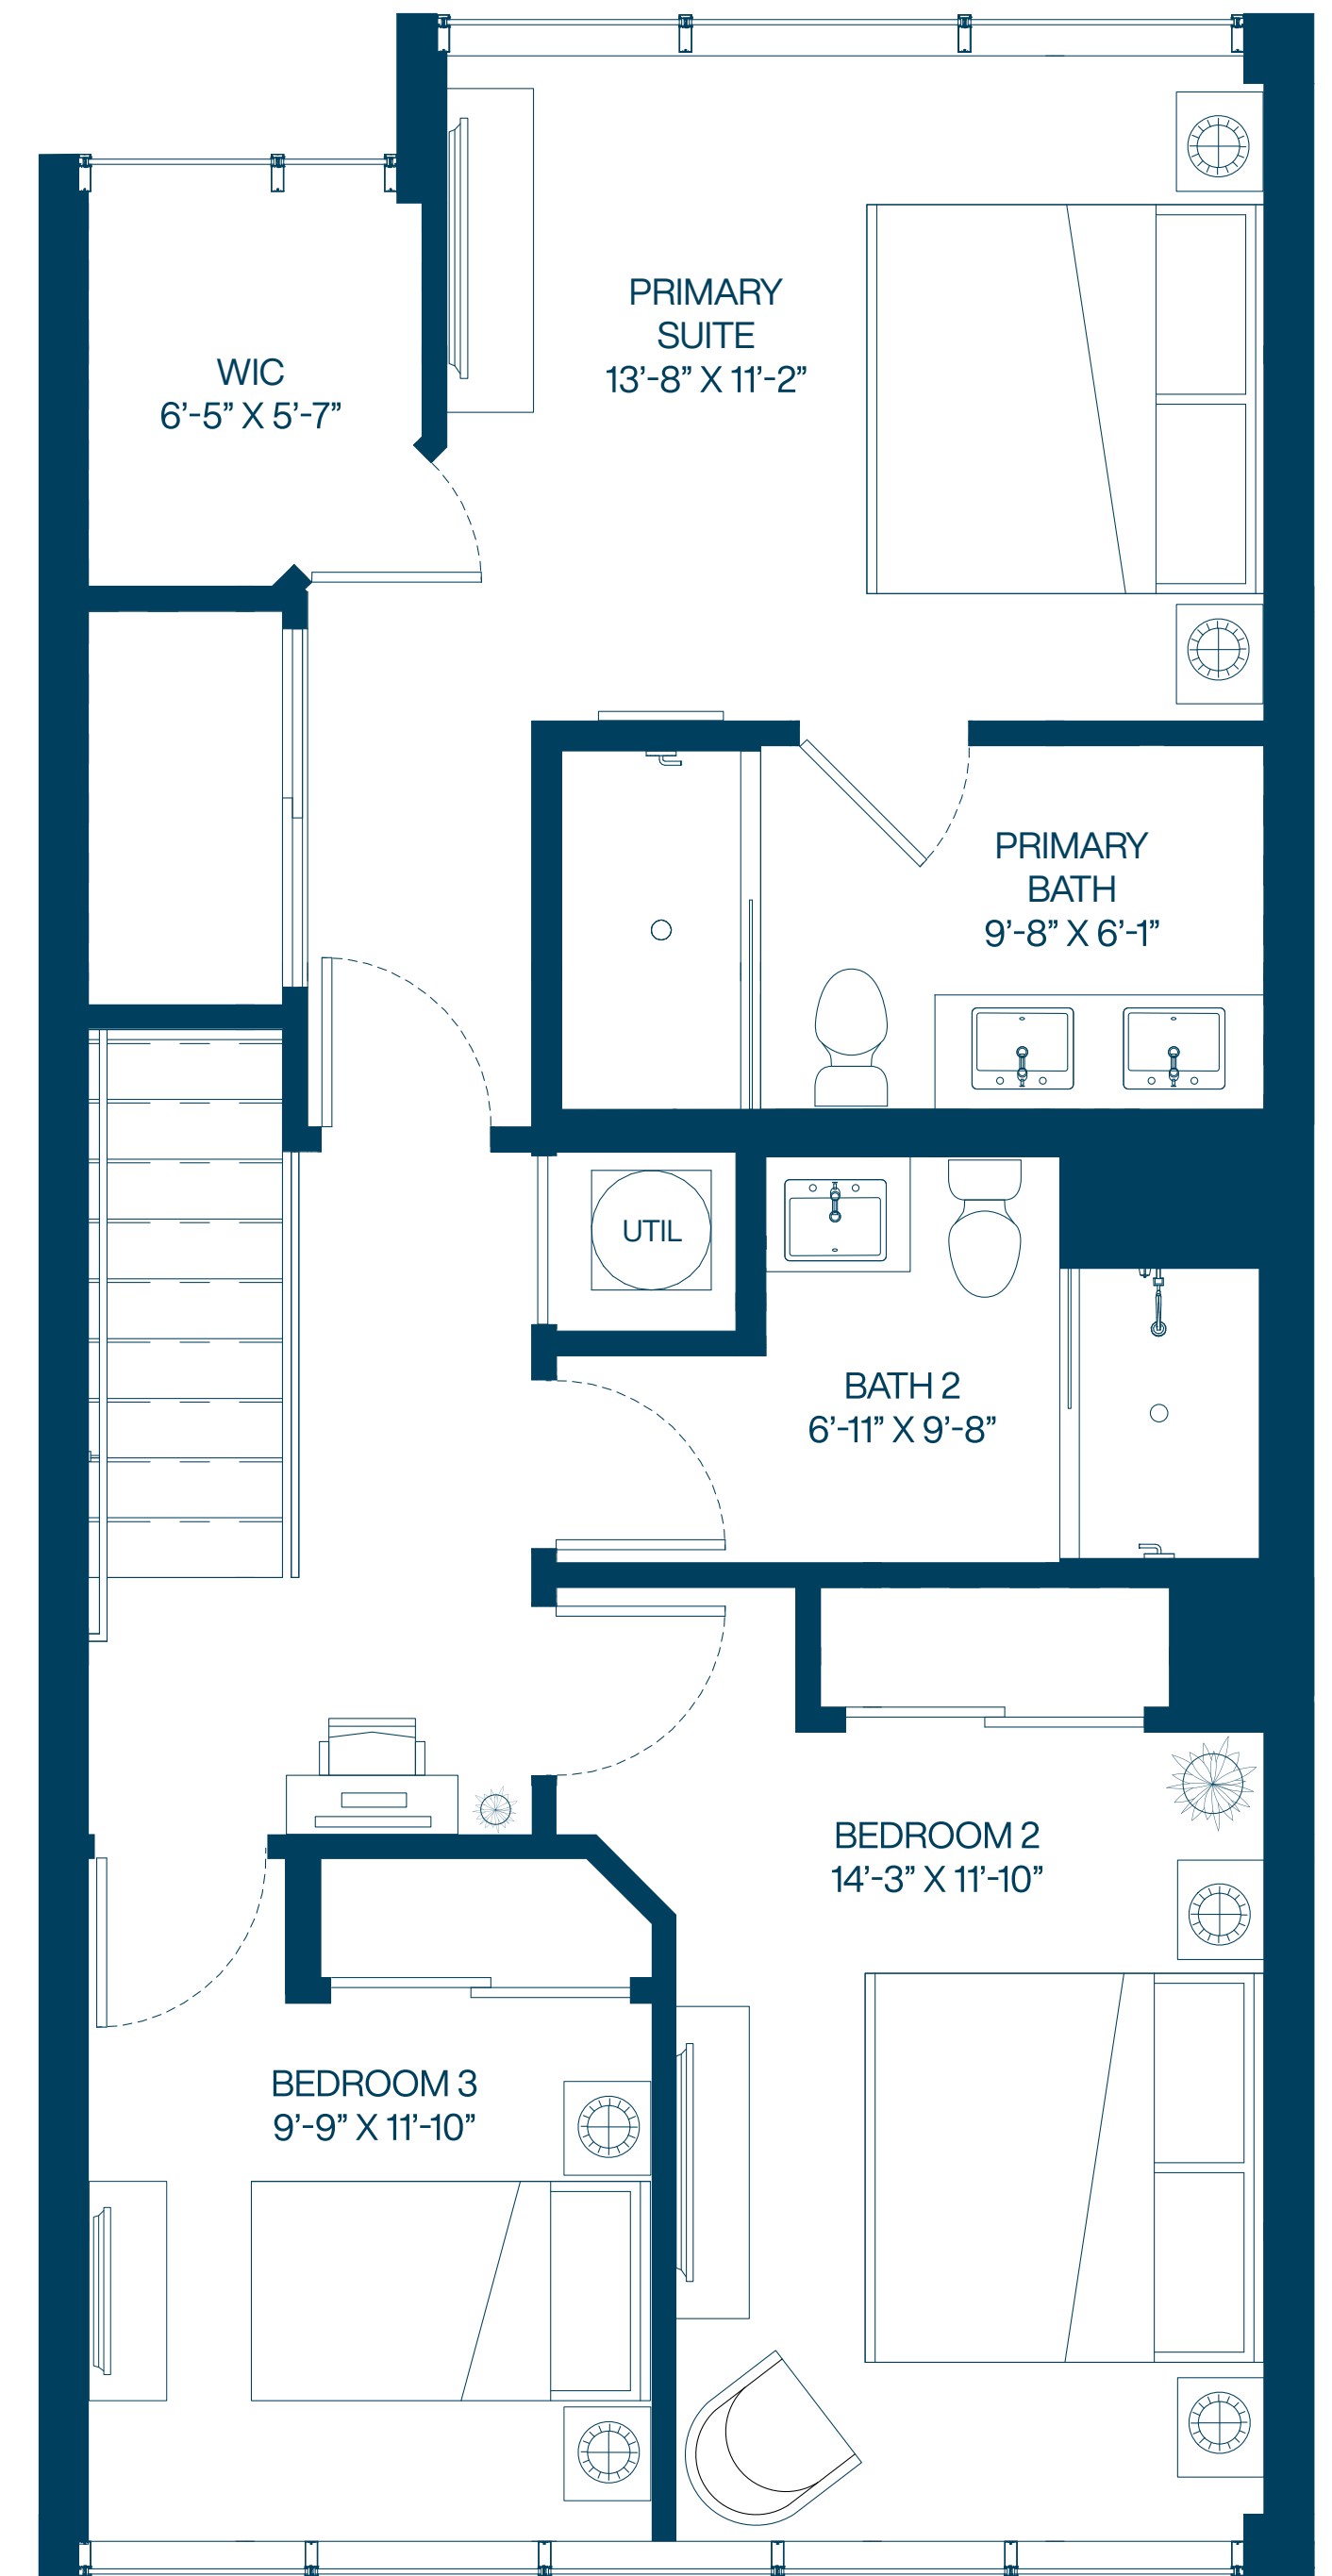 PRIMARY
SUITE
13’-8” X 11’-2”
WIC
6’-5” X 5’-7”
PRIMARY
BATH
9’-8” X 6’-1”
UTIL
BATH 2
6’-11” X 9’-8”
BEDROOM 2
14’-3” X 11’-10”
BEDROOM 3
9’-9” X 11’-10”